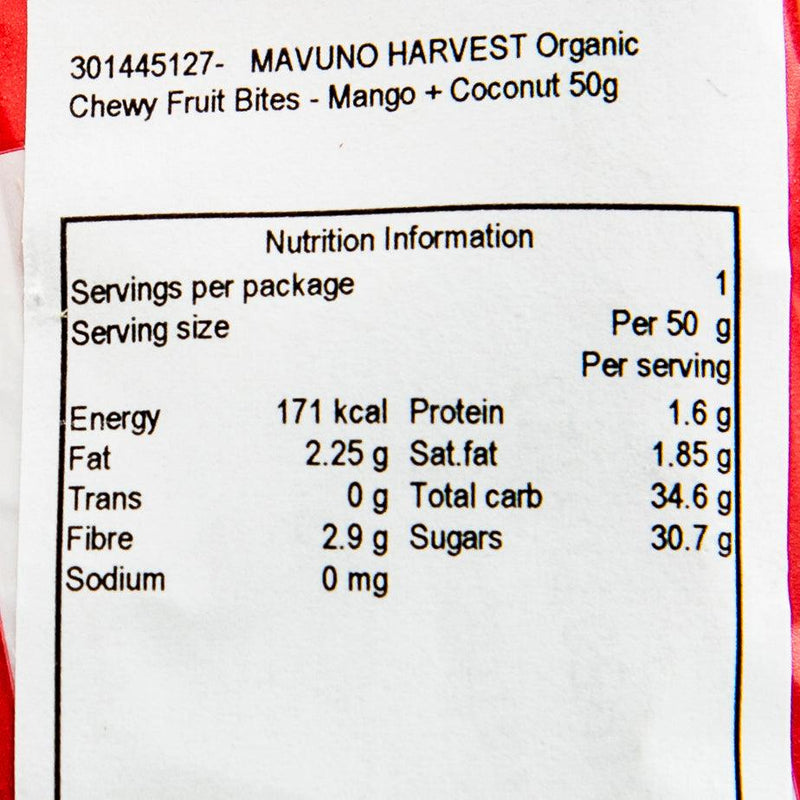 301445127- MAVUNO HARVEST Organic
Chewy Fruit Bites - Mango + Coconut 50g
Nutrition Information
Servings per package 1
Serving size Per 50 g
Per serving
Energy 171 kcal Protein 1.6 g
Fat 2.25 g Sat.fat 1.85 g
Trans 0 g Total carb 34.6 g
Fibre 2.9 g Sugars 30.7 g
Sodium 0 mg